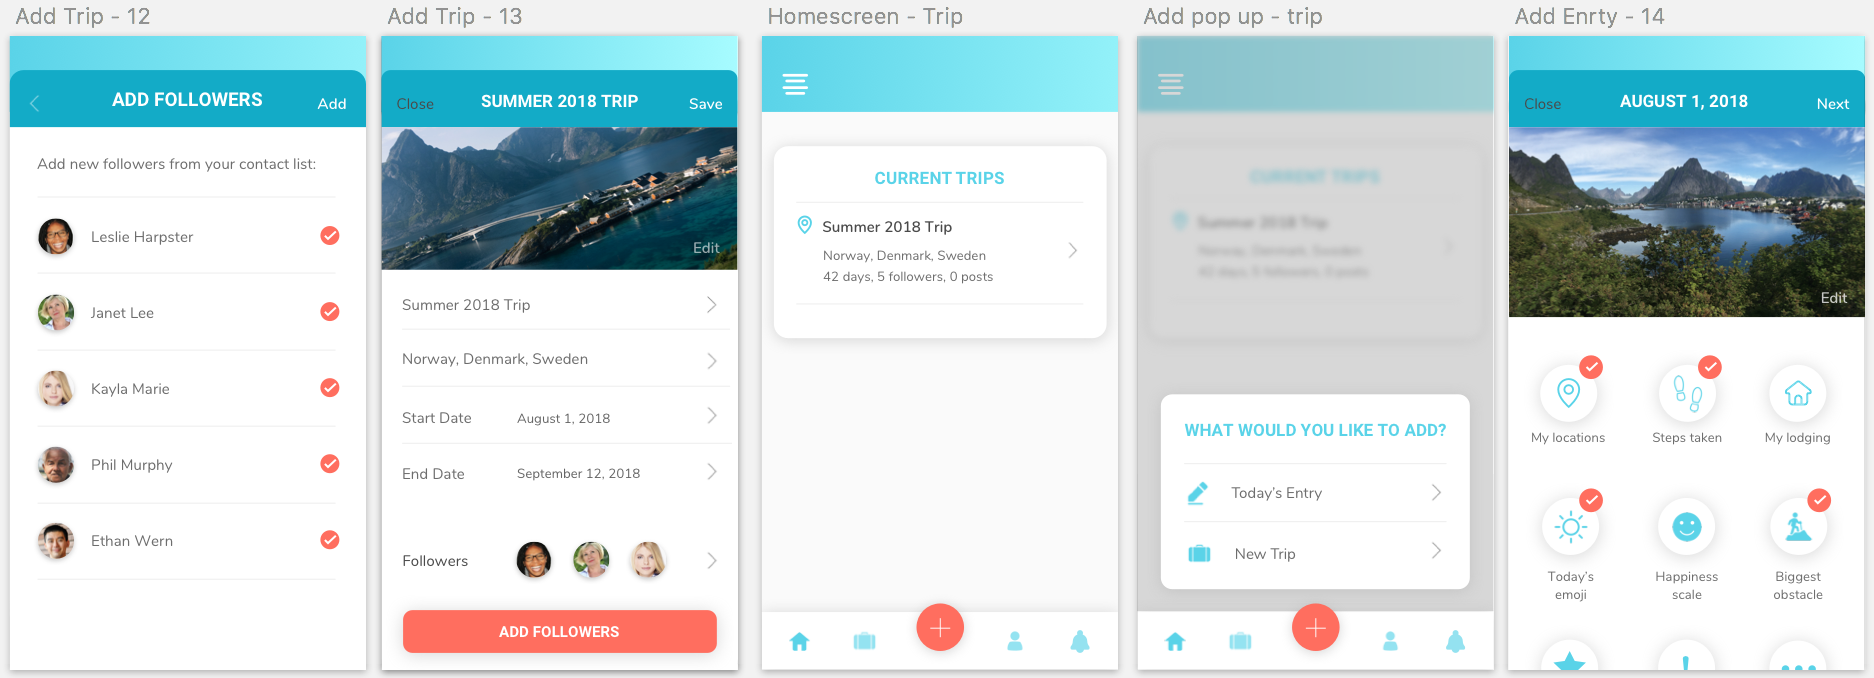 Add Trip - 12
ADD FOLLOWERS
Add
Add new followers from your contact list:
Leslie Harpster
Janet Lee
Kayla Marie
Phil Murphy
Ethan Wern
Add Trip - 13
Close
SUMMER 2018 TRIP
Save
Edit
Summer 2018 Trip
Norway, Denmark, Sweden
Start Date
August 1, 2018
End Date
September 12, 2018
Followers
ADD FOLLOWERS
Homescreen - Trip
CURRENT TRIPS
Summer 2018 Trip
Norway, Denmark, Sweden
42 days, 5 followers, 0 posts
Add pop up - trip
CURRENT TRIPS
Summer 2018 Trip
Norway, Denmark, Sweden
42 days, 5 followers, 0 posts
WHAT WOULD YOU LIKE TO ADD?
Today's Entry
New Trip
Add Enrty - 14
Close
AUGUST 1, 2018
Next
Edit
My locations
Steps taken
My lodging
Today's
emoji
Happiness
scale
Biggest
obstacle